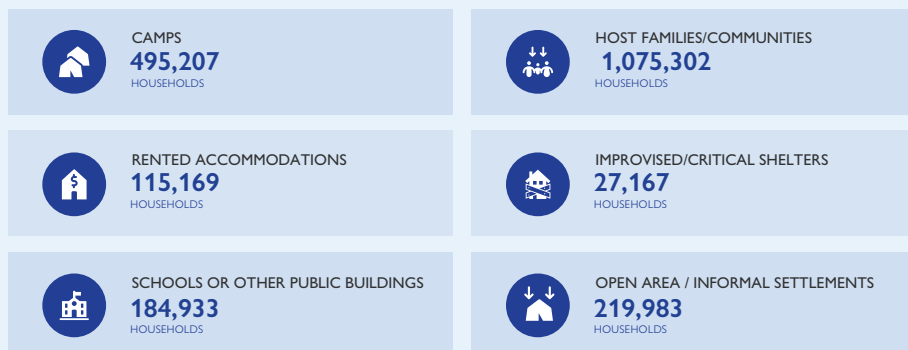 CAMPS
495,207
HOUSEHOLDS
HOST FAMILIES/COMMUNITIES
1,075,302
HOUSEHOLDS
RENTED ACCOMMODATIONS
115,169
HOUSEHOLDS
IMPROVISED/CRITICAL SHELTERS
27,167
HOUSEHOLDS
SCHOOLS OR OTHER PUBLIC BUILDINGS
184,933
HOUSEHOLDS
OPEN AREA / INFORMAL SETTLEMENTS
219,983
HOUSEHOLDS